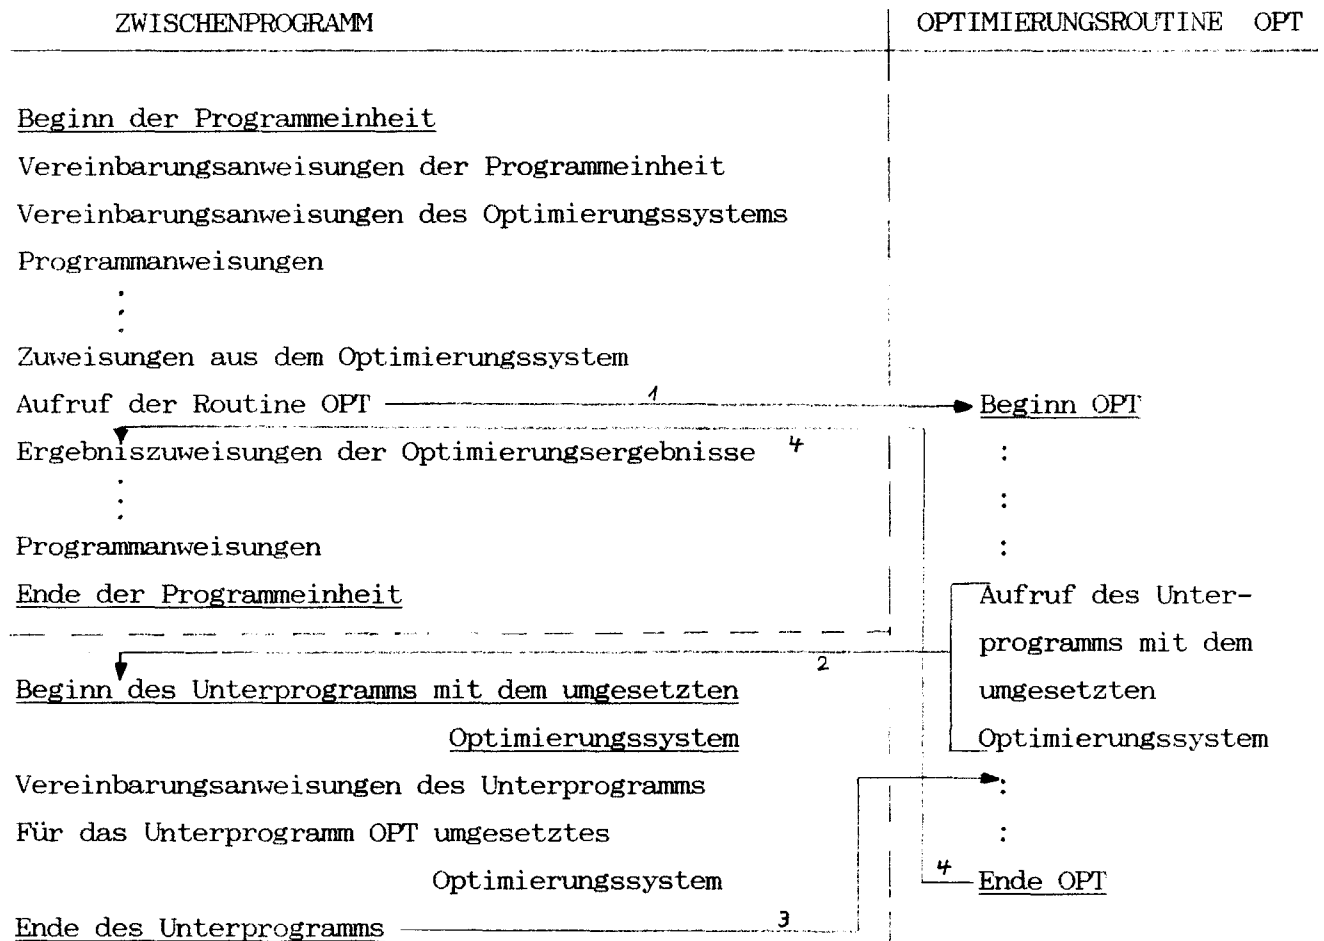 ZWISCHENPROGRAMM
OPTIMIERUNGSROUTINE OPT
Beginn der Programmeinheit
Vereinbarungsanweisungen der Programmeinheit
Vereinbarungsanweisungen des Optimierungssystems
Programmanweisungen
Zuweisungen aus dem Optimierungssystem
Aufruf der Routine OPT
1
Beginn OPT
Ergebniszuweisungen der Optimierungsergebnisse
4
Programmanweisungen
Ende der Programmeinheit
Aufruf des Unter-
programms mit dem
umgesetzten
Optimierungssystem
2
Beginn des Unterprogramms mit dem umgesetzten
Optimierungssystem
Vereinbarungsanweisungen des Unterprogramms
Für das Unterprogramm OPT umgesetztes
Optimierungssystem
4
Ende OPT
Ende des Unterprogramms
3